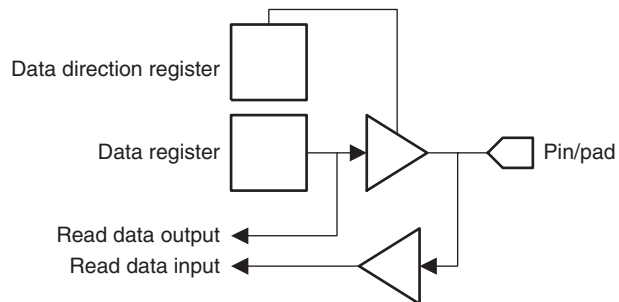 Data direction register
Data register
Pin/pad
Read data output
Read data input